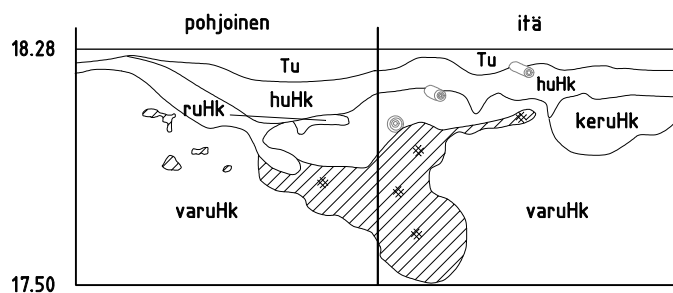 pohjoinen itä
18.28
Tu Tu
huHk huHk
ruHk keruHk
varuHk varuHk
17.50